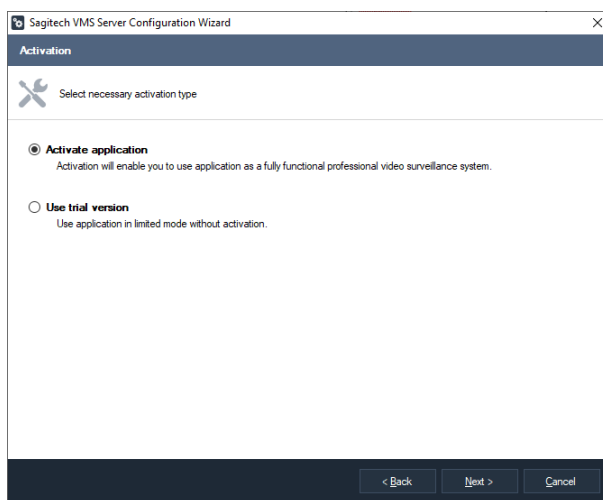 Sagitech VMS Server Configuration Wizard
Activation
Select necessary activation type
Activate application
Activation will enable you to use application as a fully functional professional video surveillance system.
Use trial version
Use application in limited mode without activation.
< Back Next > Cancel